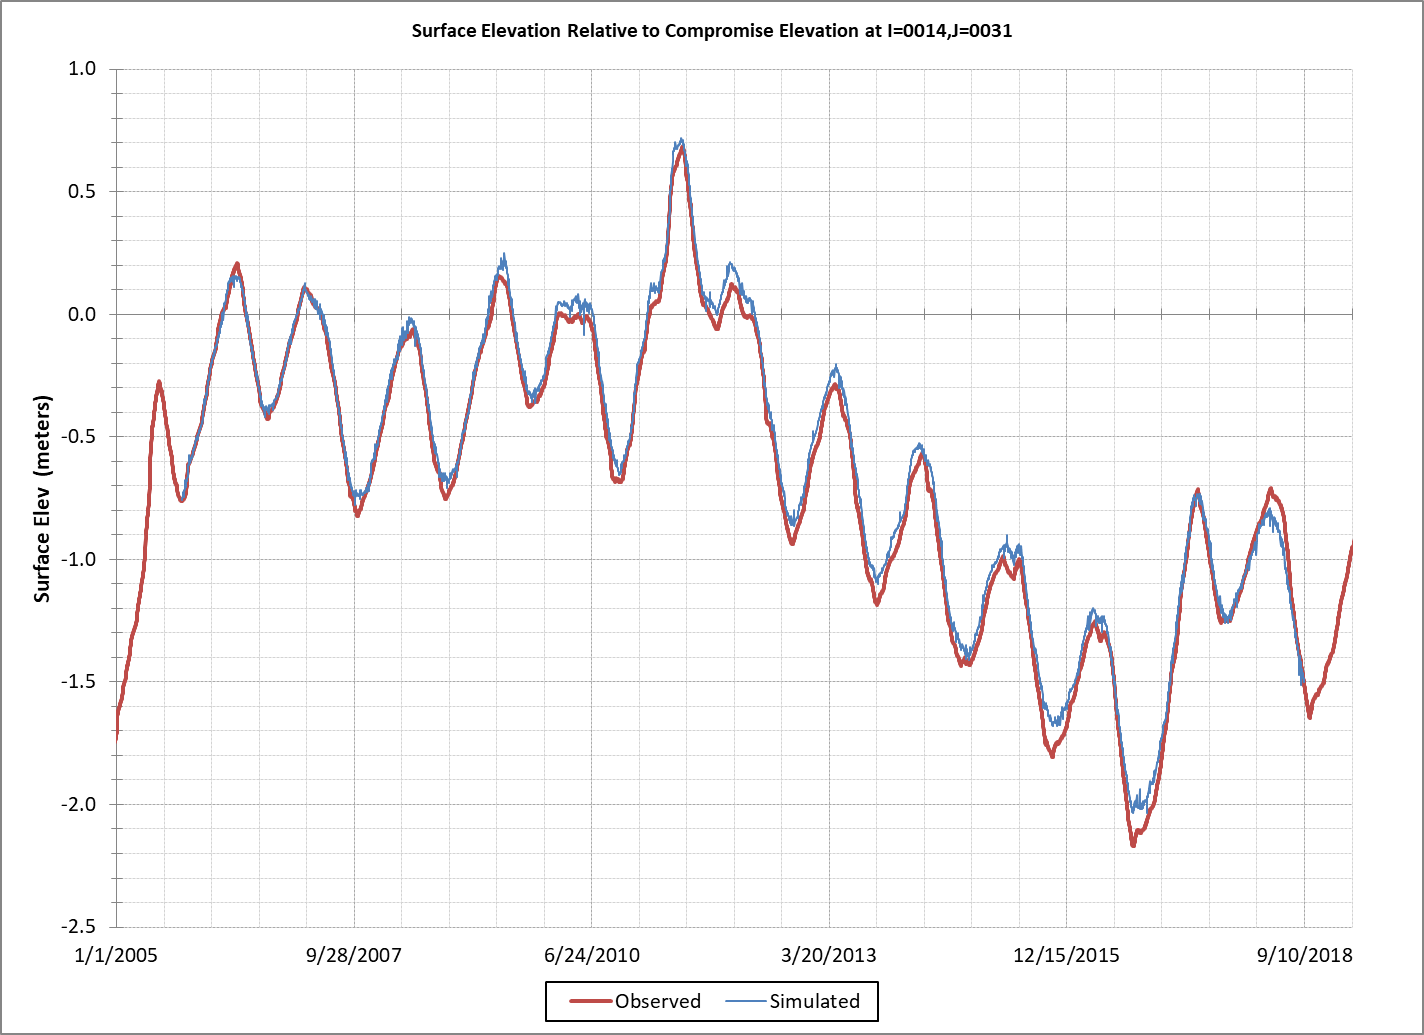 Surface Elevation Relative to Compromise Elevation at I=0014,J=0031
1.0
0.5
0.0
-0.5
-1.0
-1.5
-2.0
-2.5
Surface Elev (meters)
1/1/2005 9/28/2007 6/24/2010 3/20/2013 12/15/2015 9/10/2018
Observed Simulated